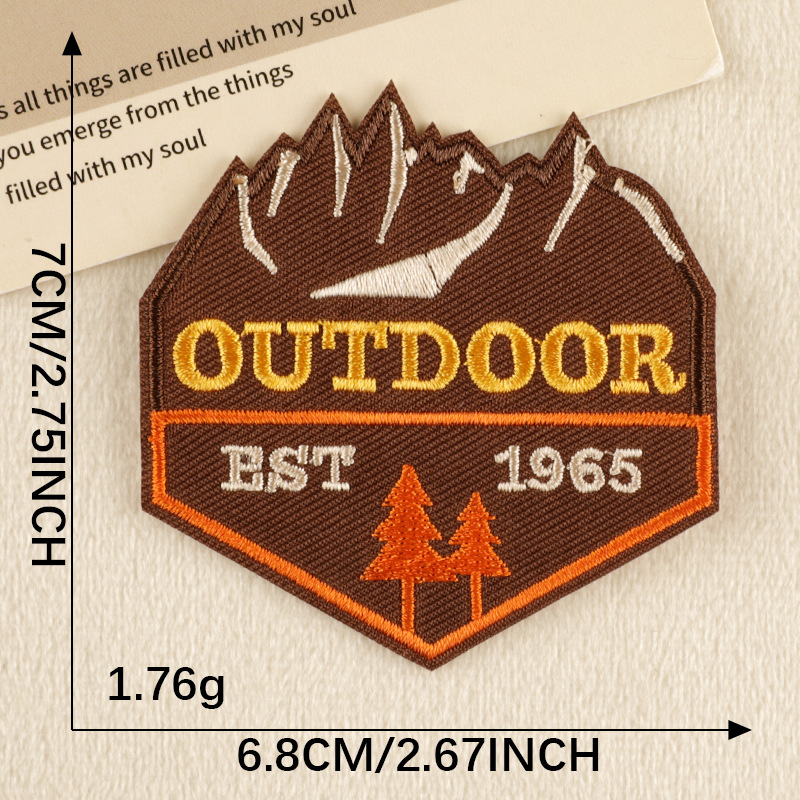 s all things are filled with my soul
you emerge from the things
filled with my soul
OUTDOOR
EST 1965
7CM/2.75INCH
1.76g
6.8CM/2.67INCH